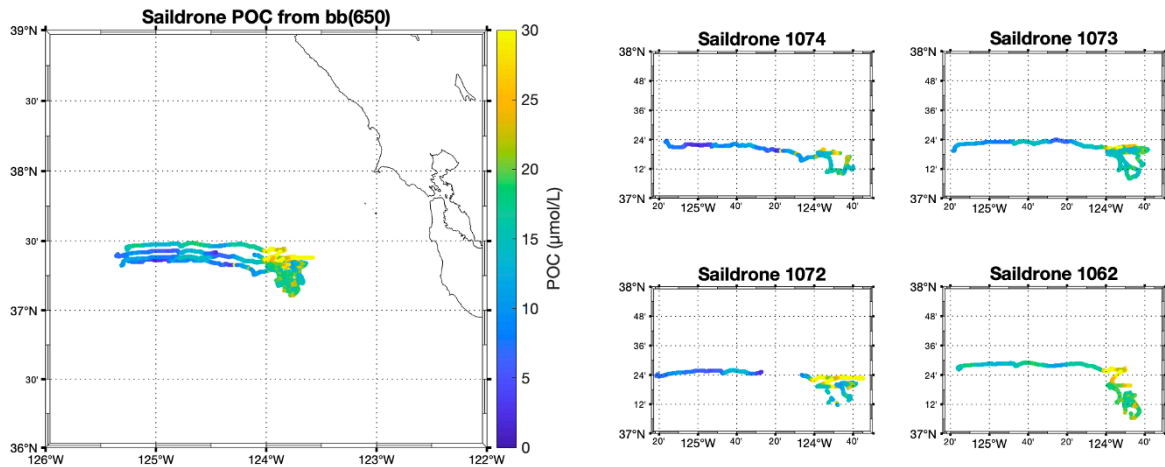 Saildrone POC from bb(650)
39°N
30'
38°N
30'
37°N
30'
36°N
126°W 125°W 124°W 123°W 122°W
30
25
20
15
10
5
0
POC (µmol/L)
Saildrone 1074
38°N
48'
36'
24'
12'
37°N
20' 125°W 40' 20' 124°W 40'
Saildrone 1073
38°N
48'
36'
24'
12'
37°N
20' 125°W 40' 20' 124°W 40'
Saildrone 1072
38°N
48'
36'
24'
12'
37°N
20' 125°W 40' 20' 124°W 40'
Saildrone 1062
38°N
48'
36'
24'
12'
37°N
20' 125°W 40' 20' 124°W 40'